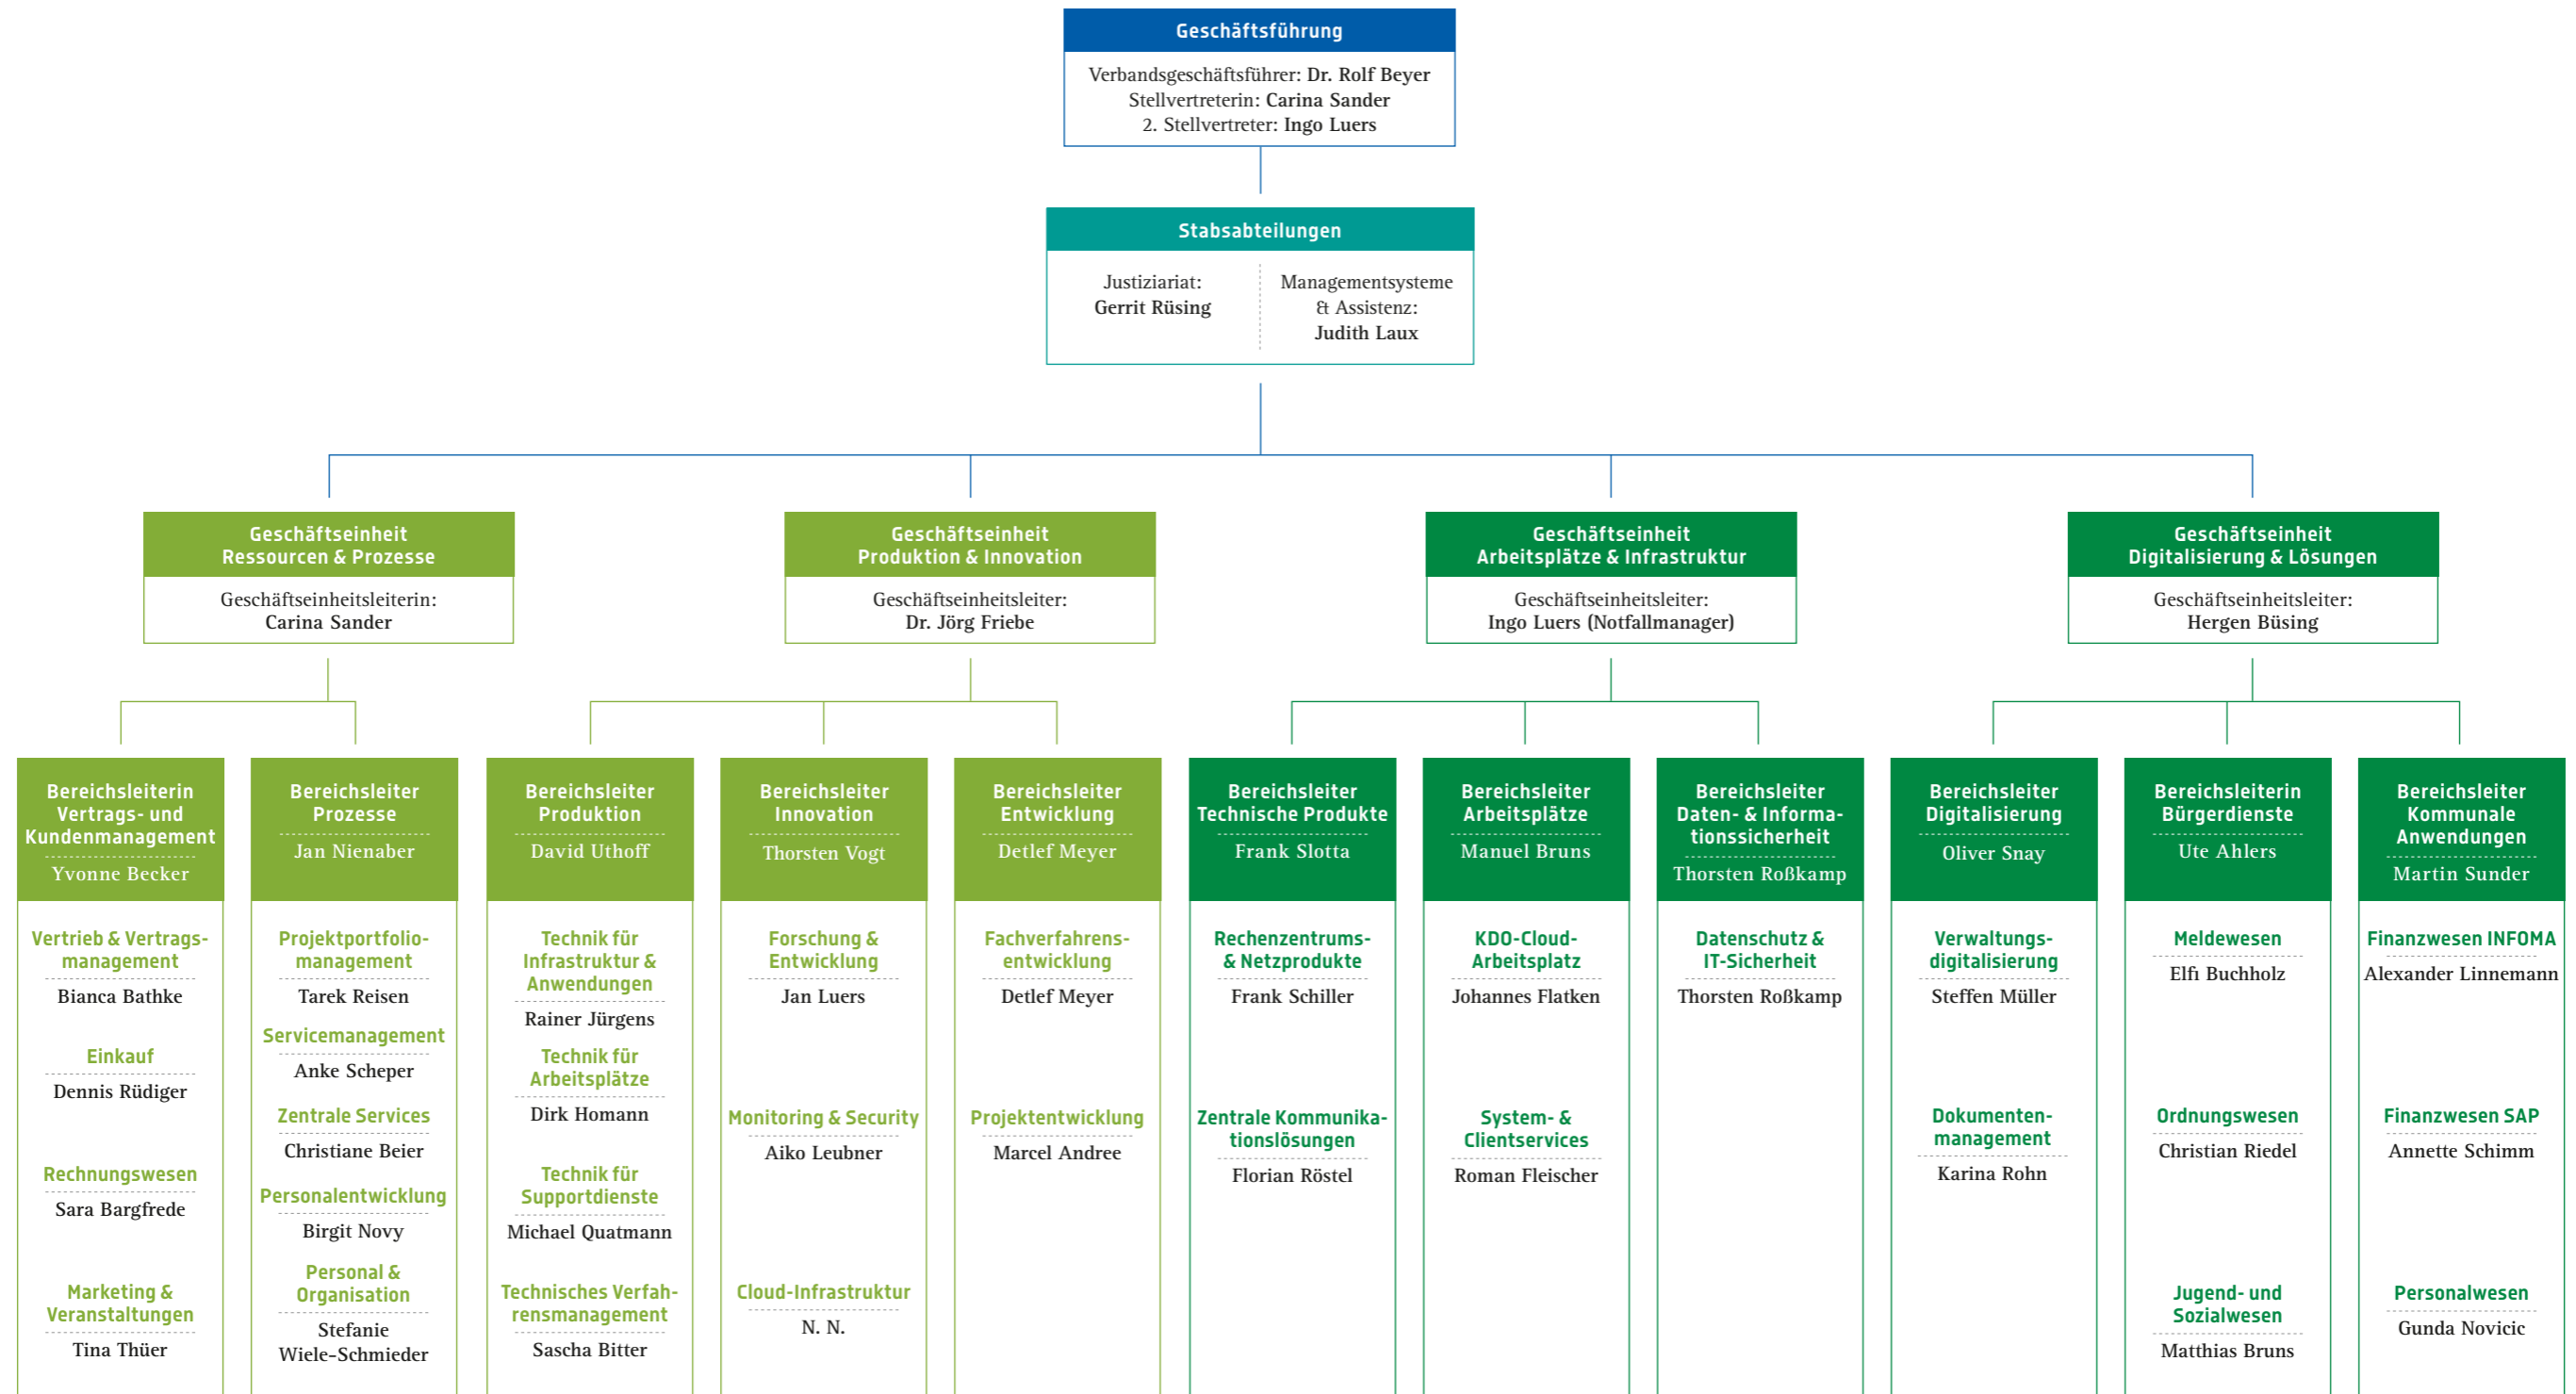 Geschäftsführung
Verbandsgeschäftsführer: Dr. Rolf Beyer
Stellvertreterin: Carina Sander
2. Stellvertreter: Ingo Luers
Stabsabteilungen
Justiziariat:
Gerrit Rüsing
Managementsysteme
& Assistenz:
Judith Laux
Geschäftseinheit
Ressourcen & Prozesse
Geschäftseinheitsleiterin:
Carina Sander
Geschäftseinheit
Produktion & Innovation
Geschäftseinheitsleiter:
Dr. Jörg Friebe
Geschäftseinheit
Arbeitsplätze & Infrastruktur
Geschäftseinheitsleiter:
Ingo Luers (Notfallmanager)
Geschäftseinheit
Digitalisierung & Lösungen
Geschäftseinheitsleiter:
Hergen Büsing
Bereichsleiterin
Vertrags- und
Kundenmanagement
Yvonne Becker
Vertrieb & Vertrags-
management
Bianca Bathke
Einkauf
Dennis Rüdiger
Rechnungswesen
Sara Bargfrede
Marketing &
Veranstaltungen
Tina Thüer
Bereichsleiter
Prozesse
Jan Nienaber
Projektportfolio-
management
Tarek Reisen
Servicemanagement
Anke Scheper
Zentrale Services
Christiane Beier
Personalentwicklung
Birgit Novy
Personal &
Organisation
Stefanie
Wiele-Schmieder
Bereichsleiter
Produktion
David Uthoff
Technik für
Infrastruktur &
Anwendungen
Rainer Jürgens
Technik für
Arbeitsplätze
Dirk Homann
Technik für
Supportdienste
Michael Quatmann
Technisches Verfah-
rensmanagement
Sascha Bitter
Bereichsleiter
Innovation
Thorsten Vogt
Forschung &
Entwicklung
Jan Luers
Monitoring & Security
Aiko Leubner
Cloud-Infrastruktur
N. N.
Bereichsleiter
Entwicklung
Detlef Meyer
Fachverfahrens-
entwicklung
Detlef Meyer
Projektentwicklung
Marcel Andree
Bereichsleiter
Technische Produkte
Frank Slotta
Rechenzentrums-
& Netzprodukte
Frank Schiller
Zentrale Kommunika-
tionslösungen
Florian Röstel
Bereichsleiter
Arbeitsplätze
Manuel Bruns
KDO-Cloud-
Arbeitsplatz
Johannes Flatken
System- &
Clientservices
Roman Fleischer
Bereichsleiter
Daten- & Informa-
tionssicherheit
Thorsten Roßkamp
Datenschutz &
IT-Sicherheit
Thorsten Roßkamp
Bereichsleiter
Digitalisierung
Oliver Snay
Verwaltungs-
digitalisierung
Steffen Müller
Dokumenten-
management
Karina Rohn
Bereichsleiterin
Bürgerdienste
Ute Ahlers
Meldewesen
Elfi Buchholz
Ordnungswesen
Christian Riedel
Jugend- und
Sozialwesen
Matthias Bruns
Bereichsleiter
Kommunale
Anwendungen
Martin Sunder
Finanzwesen INFOMA
Alexander Linnemann
Finanzwesen SAP
Annette Schimm
Personalwesen
Gunda Novicic